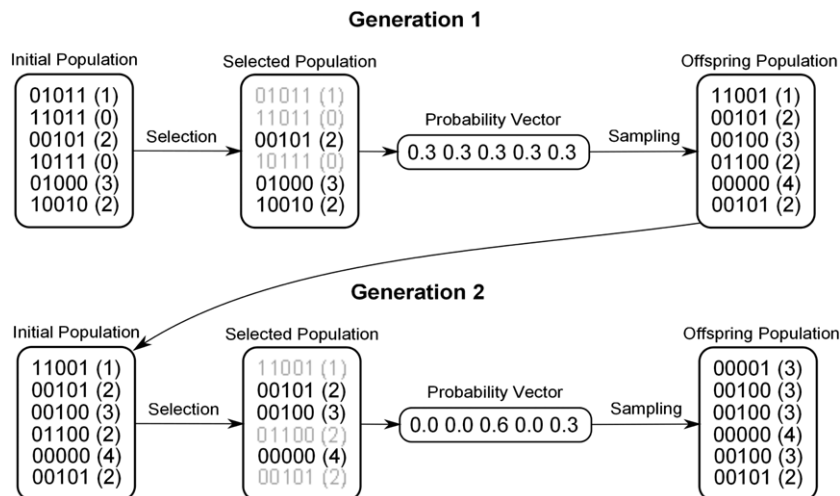 Generation 1
Initial Population
01011 (1)
11011 (0)
00101 (2)
10111 (0)
01000 (3)
10010 (2)
Selection
Selected Population
01011 (1)
11011 (0)
00101 (2)
10111 (0)
01000 (3)
10010 (2)
Probability Vector
0.3 0.3 0.3 0.3 0.3
Sampling
Offspring Population
11001 (1)
00101 (2)
00100 (3)
01100 (2)
00000 (4)
00101 (2)
Generation 2
Initial Population
11001 (1)
00101 (2)
00100 (3)
01100 (2)
00000 (4)
00101 (2)
Selection
Selected Population
11001 (1)
00101 (2)
00100 (3)
01100 (2)
00000 (4)
00101 (2)
Probability Vector
0.0 0.0 0.6 0.0 0.3
Sampling
Offspring Population
00001 (3)
00100 (3)
00100 (3)
00000 (4)
00100 (3)
00101 (2)